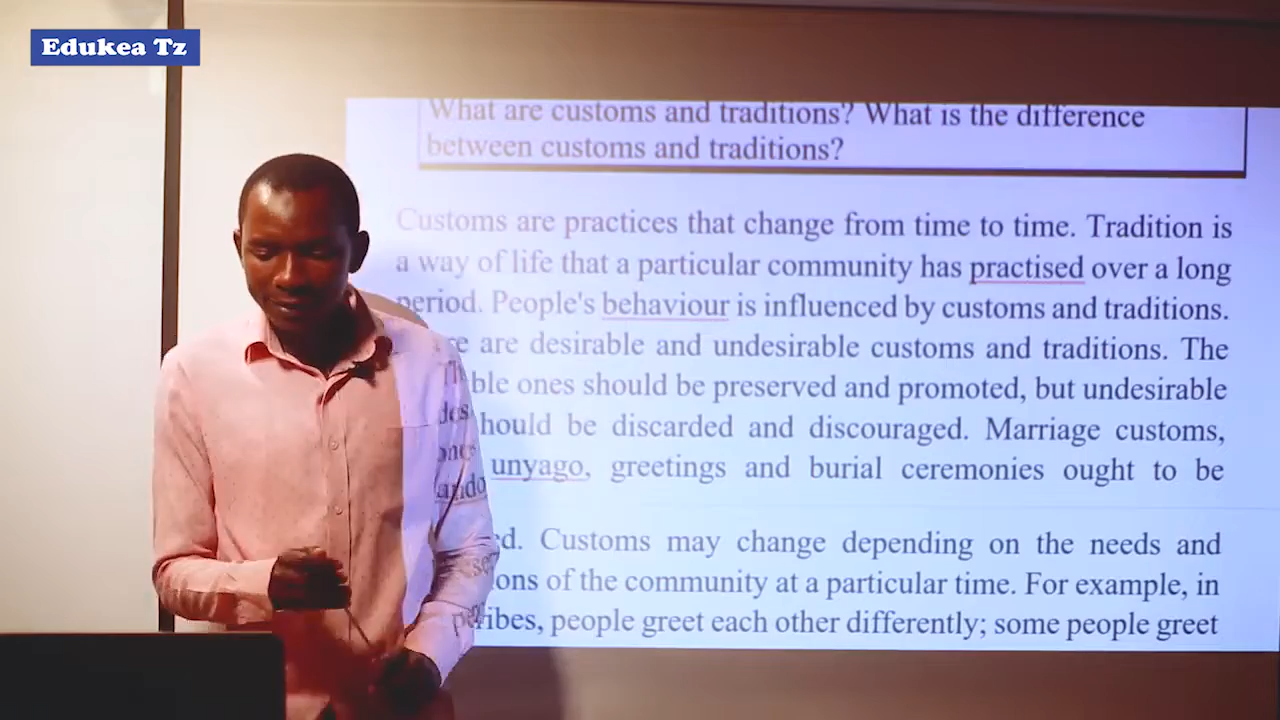 Edukea Tz
What are customs and traditions? What is the difference
between customs and traditions?
Customs are practices that change from time to time. Tradition is
a way of life that a particular community has practised over a long
period. People's behaviour is influenced by customs and traditions.
are desirable and undesirable customs and traditions. The
ones should be preserved and promoted, but undesirable
should be discarded and discouraged. Marriage customs,
unyago, greetings and burial ceremonies ought to be
Customs may change depending on the needs and
of the community at a particular time. For example, in
people greet each other differently; some people greet